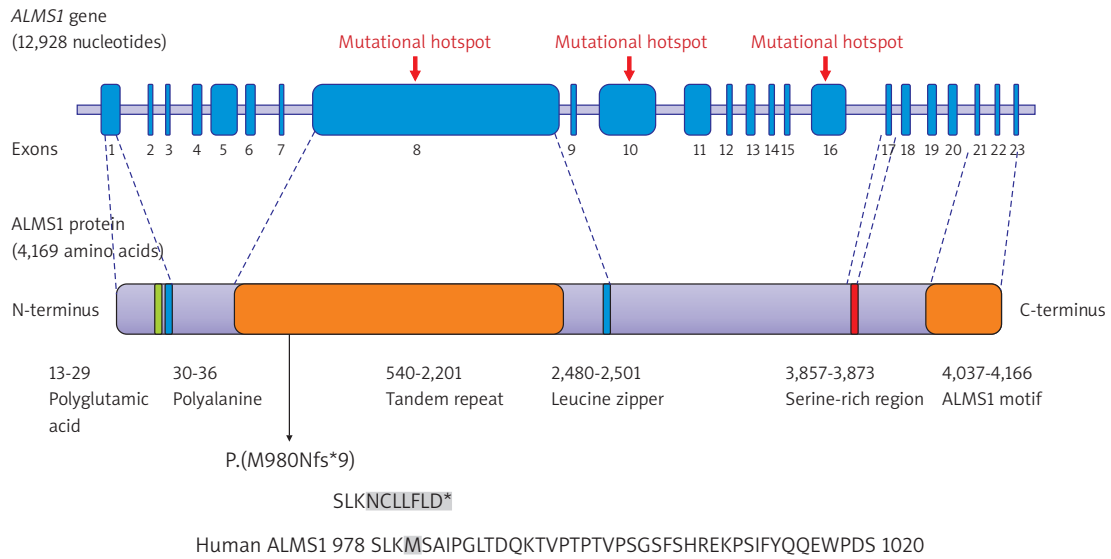 ALMS1 gene
(12,928 nucleotides)
Mutational hotspot Mutational hotspot Mutational hotspot
Exons 1 2 3 4 5 6 7 8 9 10 11 12 13 14 15 16 17 18 19 20 21 22 23
ALMS1 protein
(4,169 amino acids)
N-terminus C-terminus
13-29 30-36 540-2,201 2,480-2,501 3,857-3,873 4,037-4,166
Polyglutamic Polyalanine Tandem repeat Leucine zipper Serine-rich region ALMS1 motif
acid
P.(M980Nfs*9)
SLKNCLLFLD*
Human ALMS1 978 SLKMSAIPGLTDQKTVPTPTVPSGSFSHREKPSIFYQQEWPDS 1020